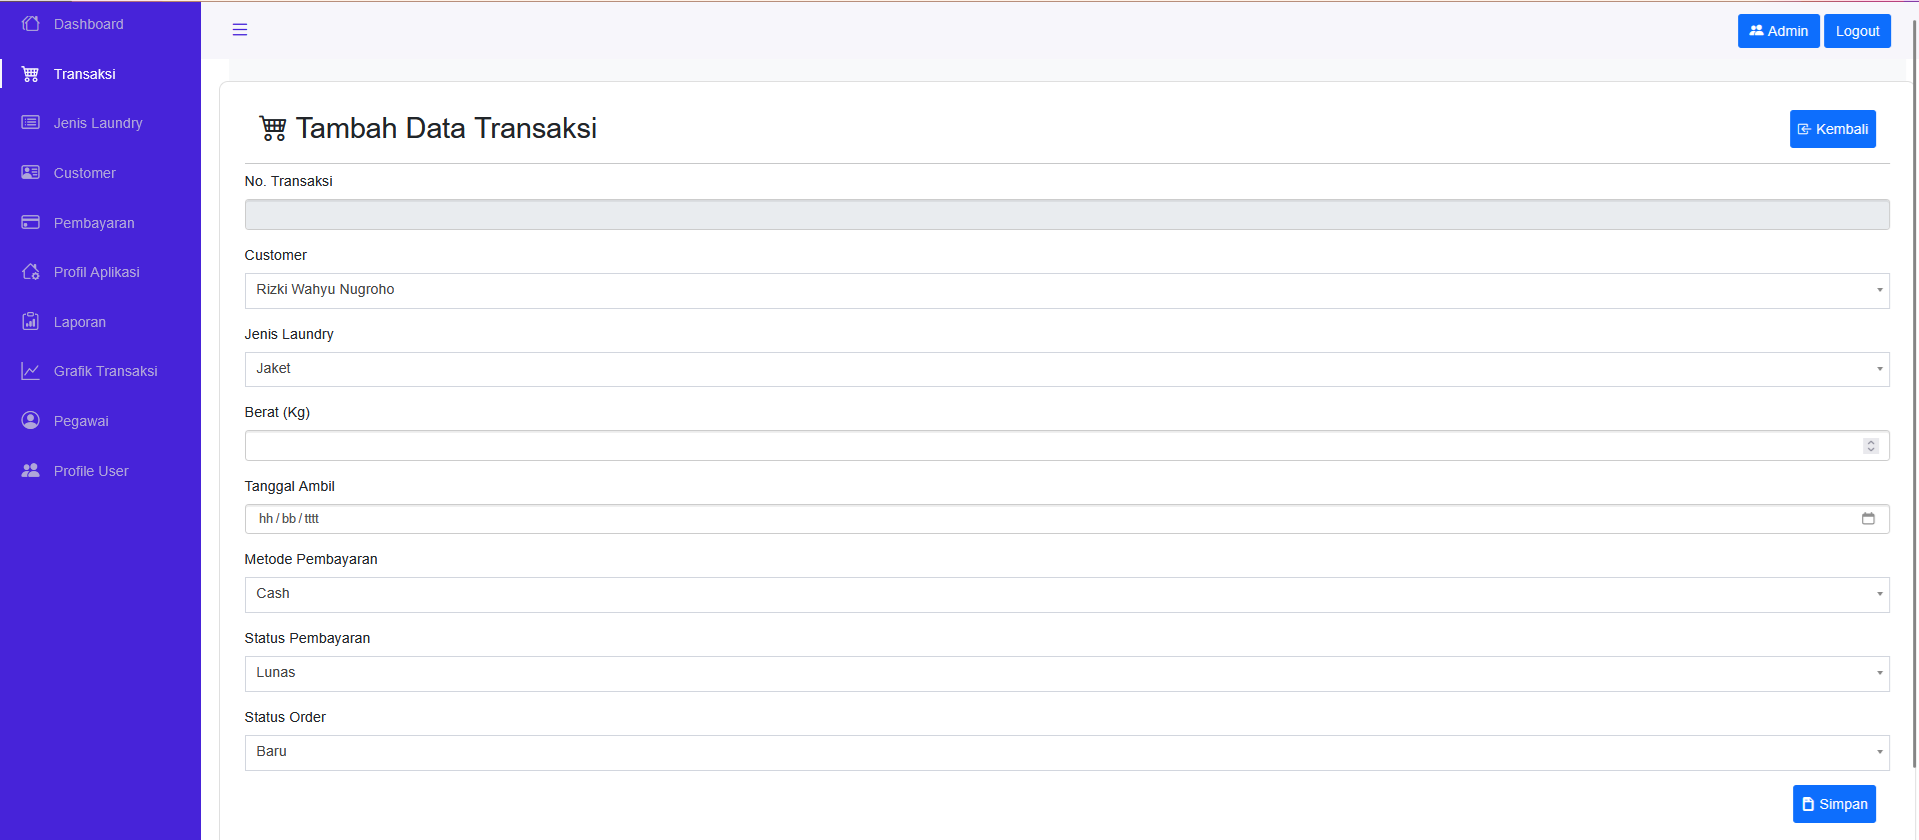 Dashboard
Transaksi
Jenis Laundry
Customer
Pembayaran
Profil Aplikasi
Laporan
Grafik Transaksi
Pegawai
Profile User
Admin
Logout
Tambah Data Transaksi
Kembali
No. Transaksi
Customer
Rizki Wahyu Nugroho
Jenis Laundry
Jaket
Berat (Kg)
Tanggal Ambil
hh/bb/tttt
Metode Pembayaran
Cash
Status Pembayaran
Lunas
Status Order
Baru
Simpan